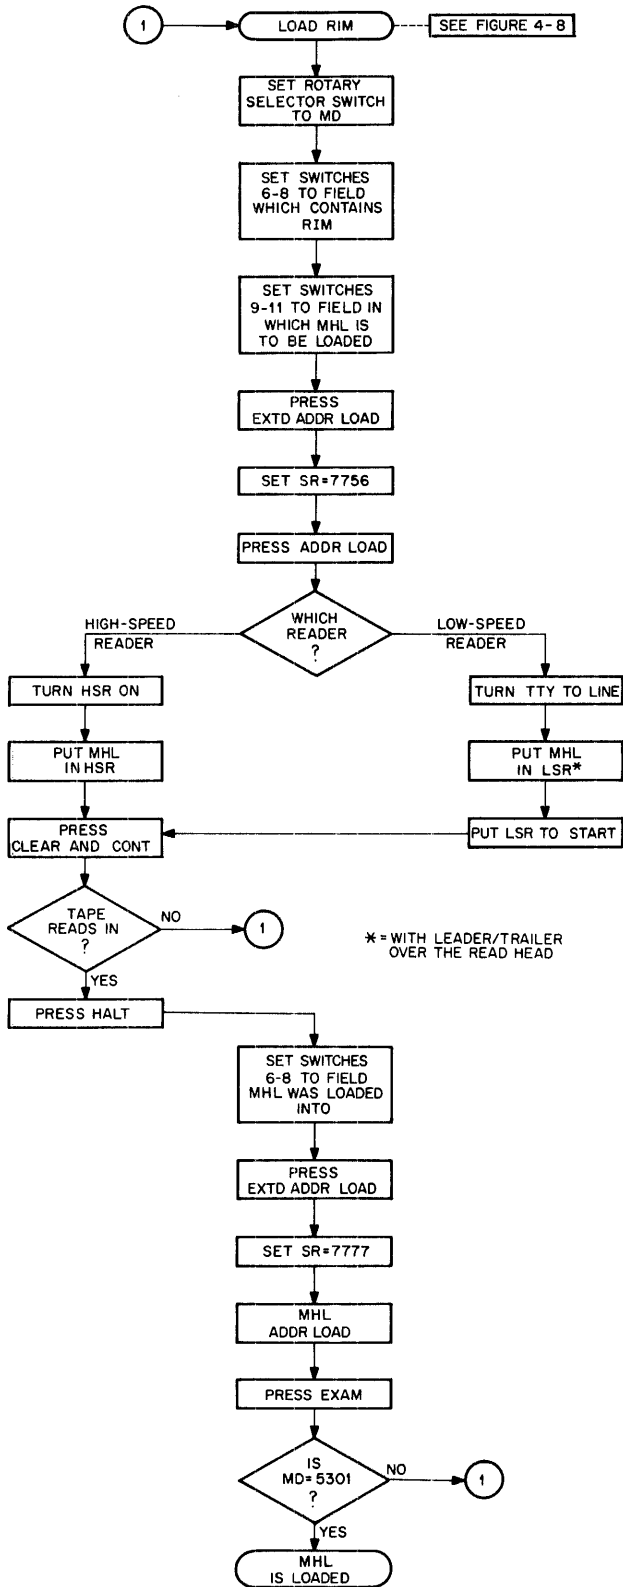 1
LOAD RIM
SEE FIGURE 4-8
SET ROTARY
SELECTOR SWITCH
TO MD
SET SWITCHES
6-8 TO FIELD
WHICH CONTAINS
RIM
SET SWITCHES
9-11 TO FIELD IN
WHICH MHL IS
TO BE LOADED
PRESS
EXTD ADDR LOAD
SET SR=7756
PRESS ADDR LOAD
WHICH
READER
?
HIGH-SPEED
READER
LOW-SPEED
READER
TURN HSR ON
TURN TTY TO LINE
PUT MHL
IN HSR
PUT MHL
IN LSR*
PRESS
CLEAR AND CONT
PUT LSR TO START
TAPE
READS IN
?
NO
1
* = WITH LEADER/TRAILER
OVER THE READ HEAD
YES
PRESS HALT
SET SWITCHES
6-8 TO FIELD
MHL WAS LOADED
INTO
PRESS
EXTD ADDR LOAD
SET SR=7777
MHL
ADDR LOAD
PRESS EXAM
IS
MD=5301
?
NO
1
YES
MHL
IS LOADED